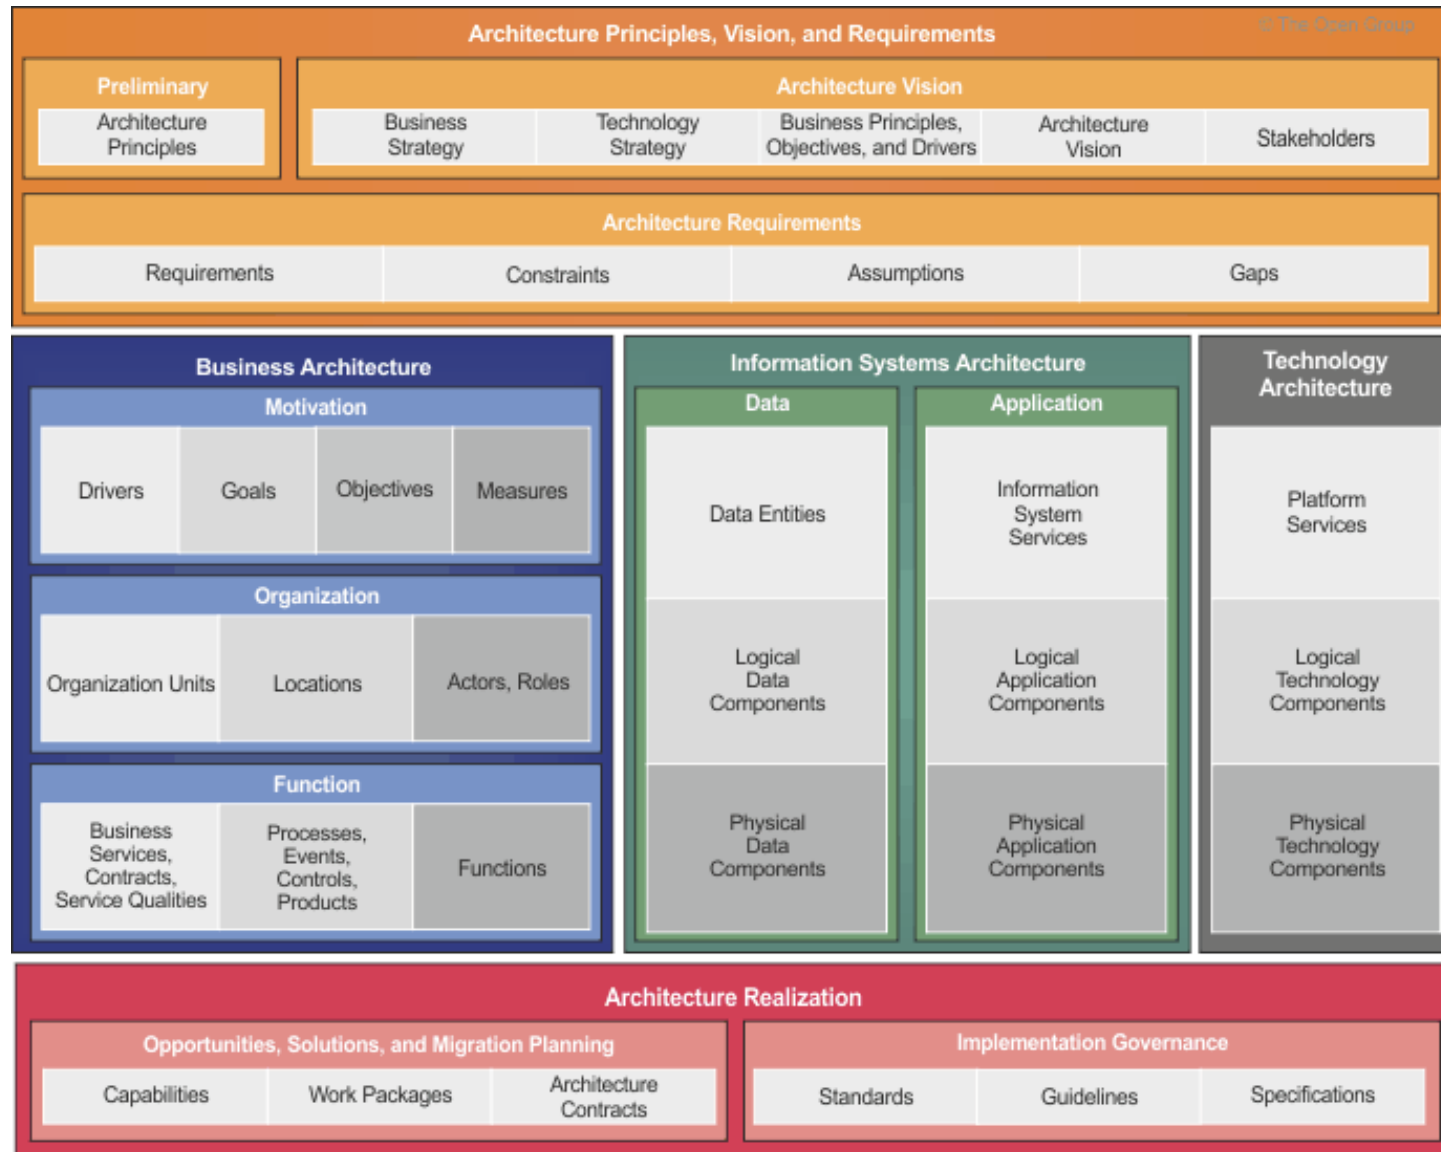 Architecture Principles, Vision, and Requirements
© The Open Group
Preliminary
Architecture
Principles
Architecture Vision
Business
Strategy
Technology
Strategy
Business Principles,
Objectives, and Drivers
Architecture
Vision
Stakeholders
Architecture Requirements
Requirements
Constraints
Assumptions
Gaps
Business Architecture
Motivation
Drivers
Goals
Objectives
Measures
Organization
Organization Units
Locations
Actors, Roles
Function
Business
Services,
Contracts,
Service Qualities
Processes,
Events,
Controls,
Products
Functions
Information Systems Architecture
Data
Data Entities
Logical
Data
Components
Physical
Data
Components
Application
Information
System
Services
Logical
Application
Components
Physical
Application
Components
Technology
Architecture
Platform
Services
Logical
Technology
Components
Physical
Technology
Components
Architecture Realization
Opportunities, Solutions, and Migration Planning
Capabilities
Work Packages
Architecture
Contracts
Implementation Governance
Standards
Guidelines
Specifications